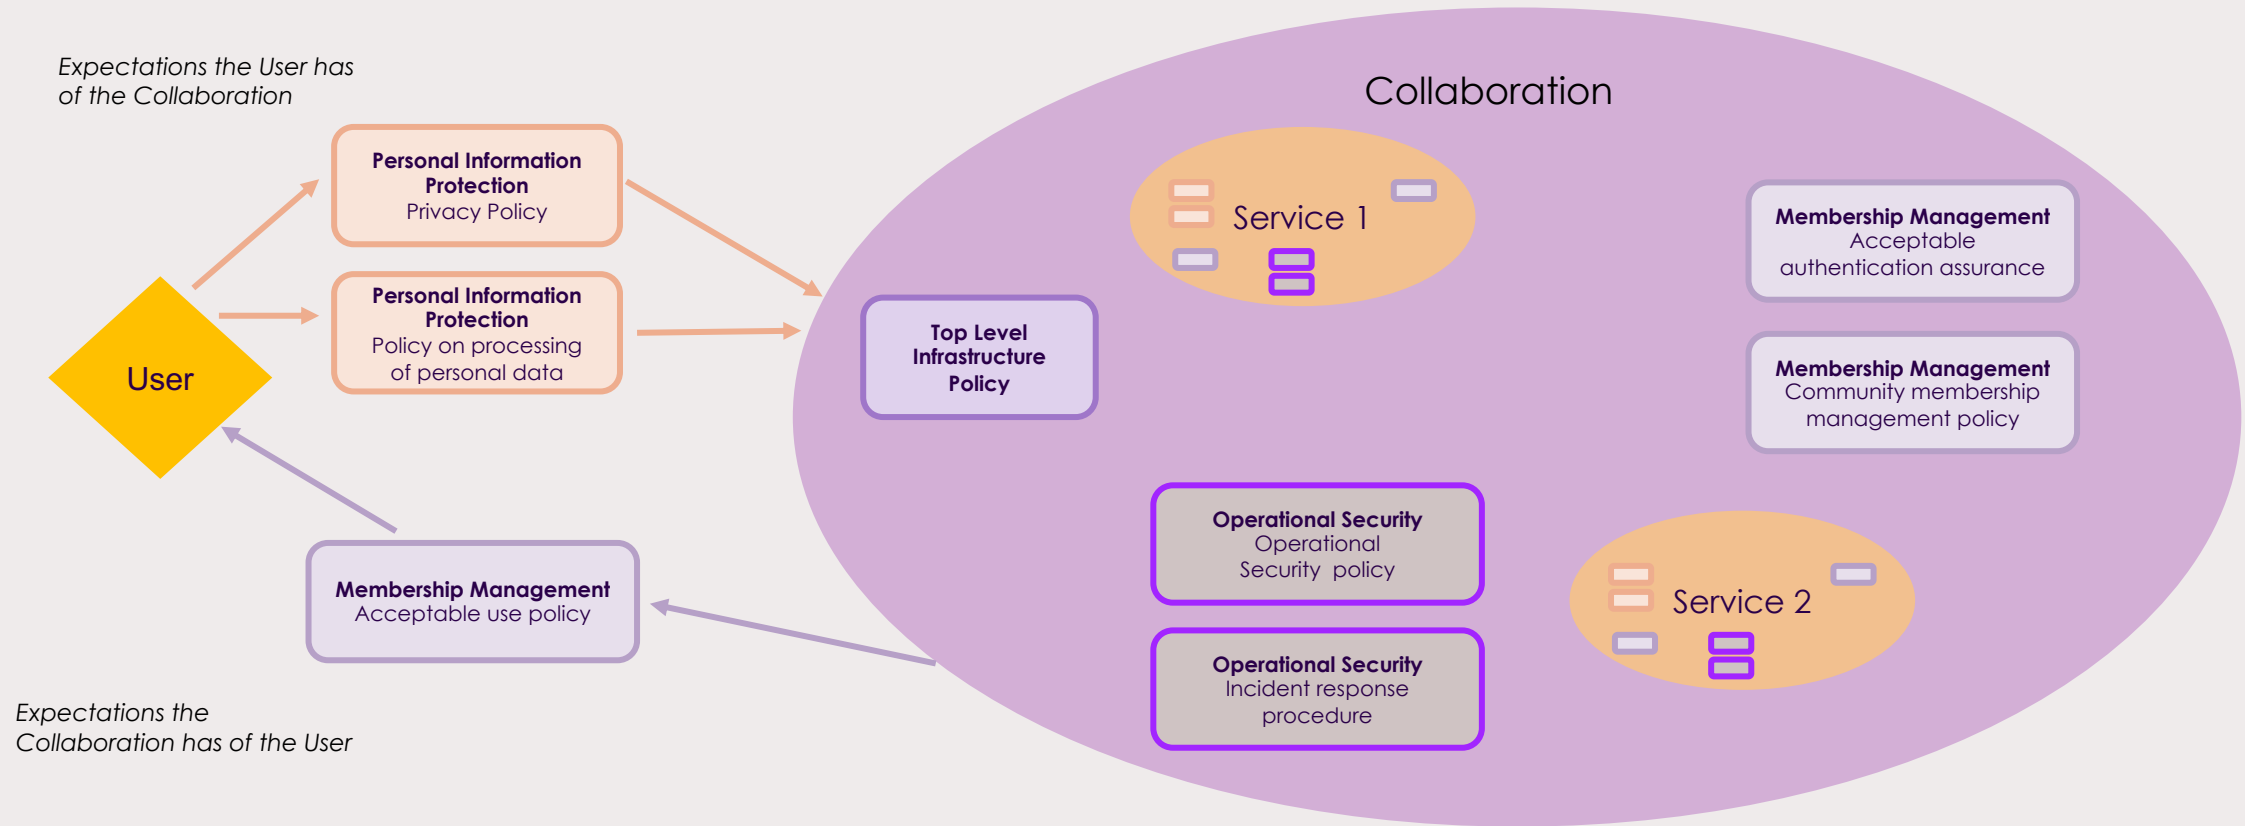 Expectations the User has
of the Collaboration
Personal Information
Protection
Privacy Policy
Personal Information
Protection
Policy on processing
of personal data
User
Membership Management
Acceptable use policy
Expectations the
Collaboration has of the User
Collaboration
Service 1
Top Level
Infrastructure
Policy
Membership Management
Acceptable
authentication assurance
Membership Management
Community membership
management policy
Operational Security
Operational
Security  policy
Operational Security
Incident response
procedure
Service 2